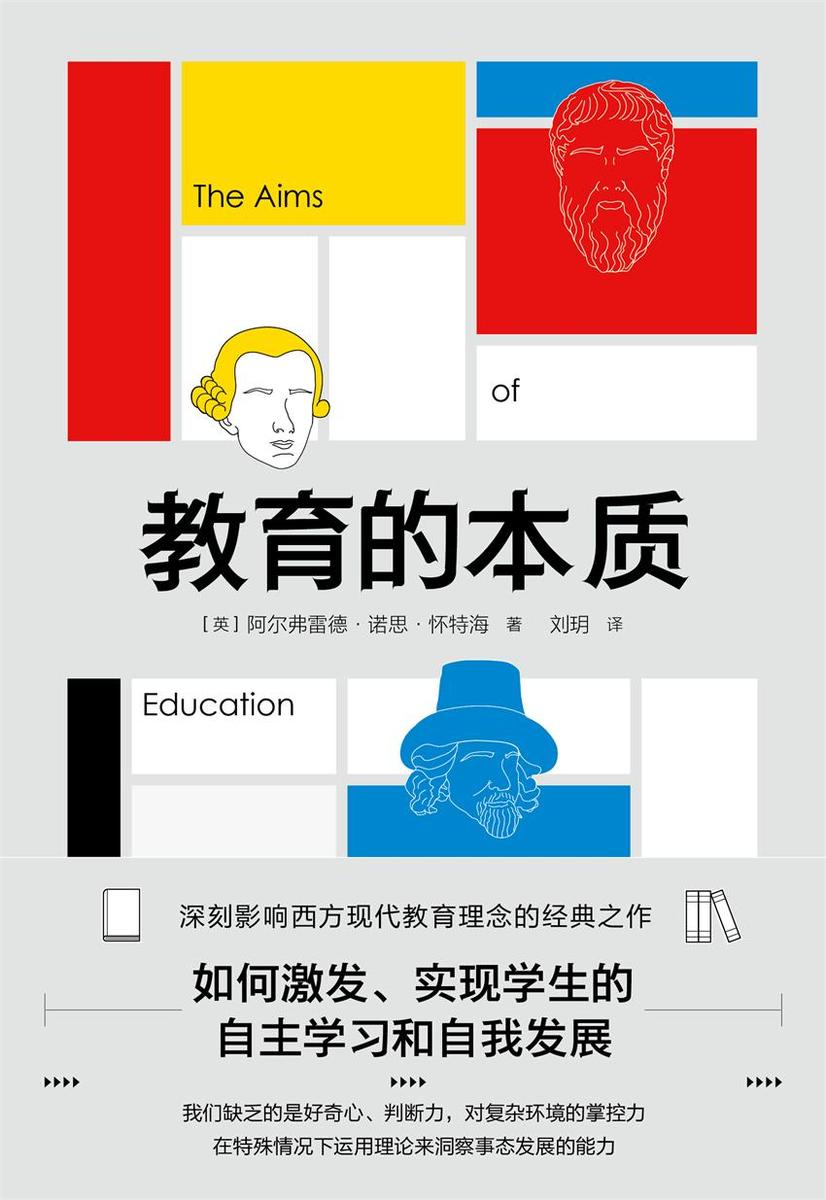 The Aims
of
教育的本质
[英]阿尔弗雷德·诺思·怀特海 著 刘玥 译
Education
深刻影响西方现代教育理念的经典之作
如何激发、实现学生的
自主学习和自我发展
我们缺乏的是好奇心、判断力，对复杂环境的掌控力
在特殊情况下运用理论来洞察事态发展的能力